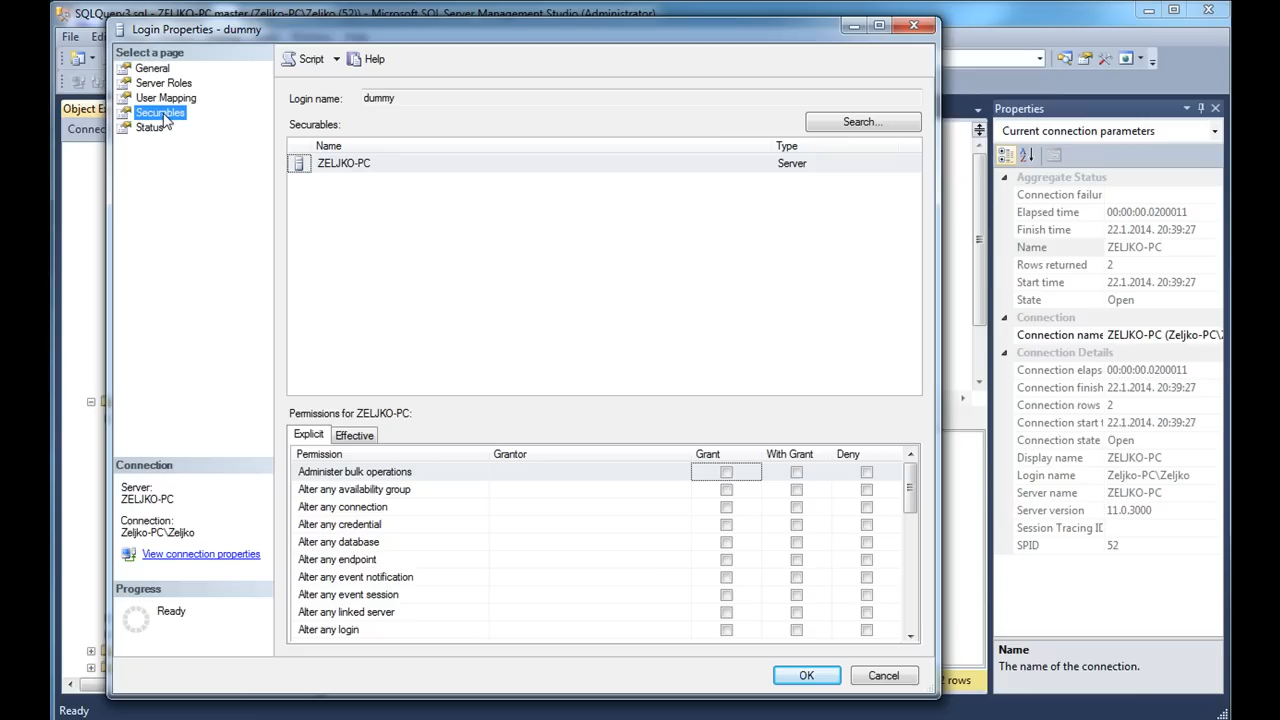 SQLQuery3.sql - ZELJKO-PC.master (Zeljko-PC\Zeljko (52)) - Microsoft SQL Server Management Studio (Administrator)
Login Properties - dummy
File
Select a page
General
Server Roles
User Mapping
Securables
Status
Script
Help
Login name:
dummy
Securables:
Search...
Name
Type
ZELJKO-PC
Server
Permissions for ZELJKO-PC:
Explicit
Effective
Permission
Grantor
Grant
With Grant
Deny
Administer bulk operations
Alter any availability group
Alter any connection
Alter any credential
Alter any database
Alter any endpoint
Alter any event notification
Alter any event session
Alter any linked server
Alter any login
Connection
Server:
ZELJKO-PC
Connection:
Zeljko-PC\Zeljko
View connection properties
Progress
Ready
OK
Cancel
Object Ex
Connec
Properties
Current connection parameters
Aggregate Status
Connection failur
Elapsed time 00:00:00.0200011
Finish time 22.1.2014. 20:39:27
Name ZELJKO-PC
Rows returned 2
Start time 22.1.2014. 20:39:27
State Open
Connection
Connection name ZELJKO-PC (Zeljko-PC\Z
Connection Details
Connection elaps 00:00:00.0200011
Connection finish 22.1.2014. 20:39:27
Connection rows 2
Connection start t 22.1.2014. 20:39:27
Connection state Open
Display name ZELJKO-PC
Login name Zeljko-PC\Zeljko
Server name ZELJKO-PC
Server version 11.0.3000
Session Tracing ID
SPID 52
Name
The name of the connection.
2 rows
Ready